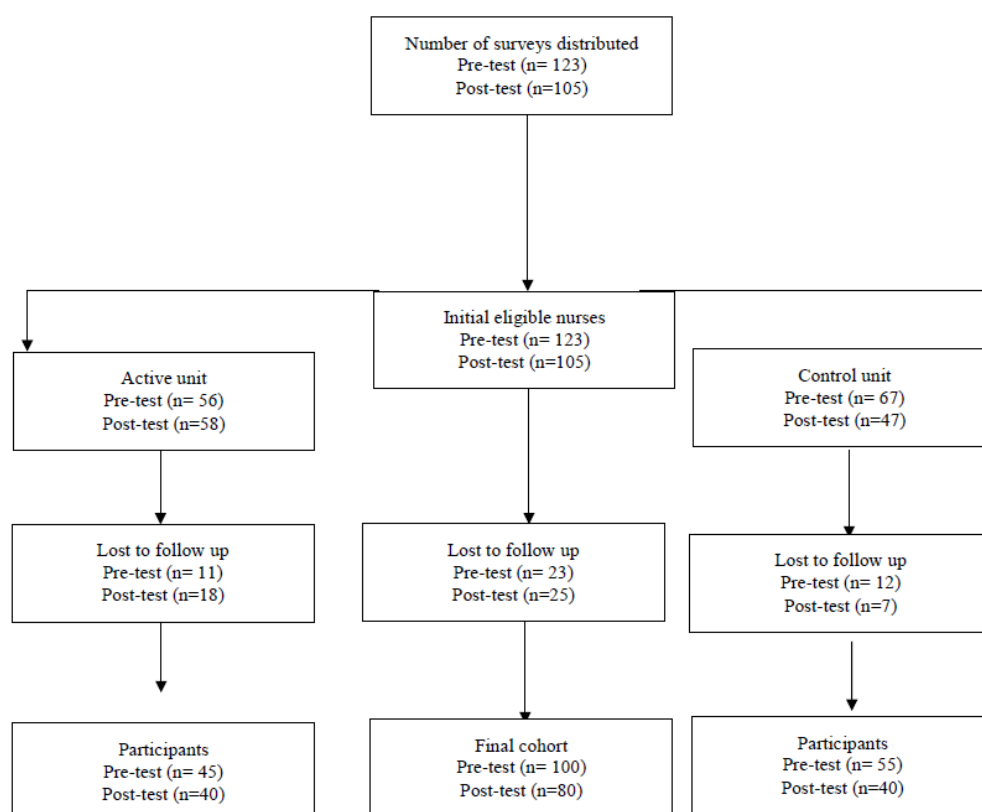 Number of surveys distributed
Pre-test (n= 123)
Post-test (n=105)
Initial eligible nurses
Pre-test (n= 123)
Post-test (n=105)
Active unit
Pre-test (n= 56)
Post-test (n=58)
Control unit
Pre-test (n= 67)
Post-test (n=47)
Lost to follow up
Pre-test (n= 11)
Post-test (n=18)
Lost to follow up
Pre-test (n= 23)
Post-test (n=25)
Lost to follow up
Pre-test (n= 12)
Post-test (n=7)
Participants
Pre-test (n= 45)
Post-test (n=40)
Final cohort
Pre-test (n= 100)
Post-test (n=80)
Participants
Pre-test (n= 55)
Post-test (n=40)